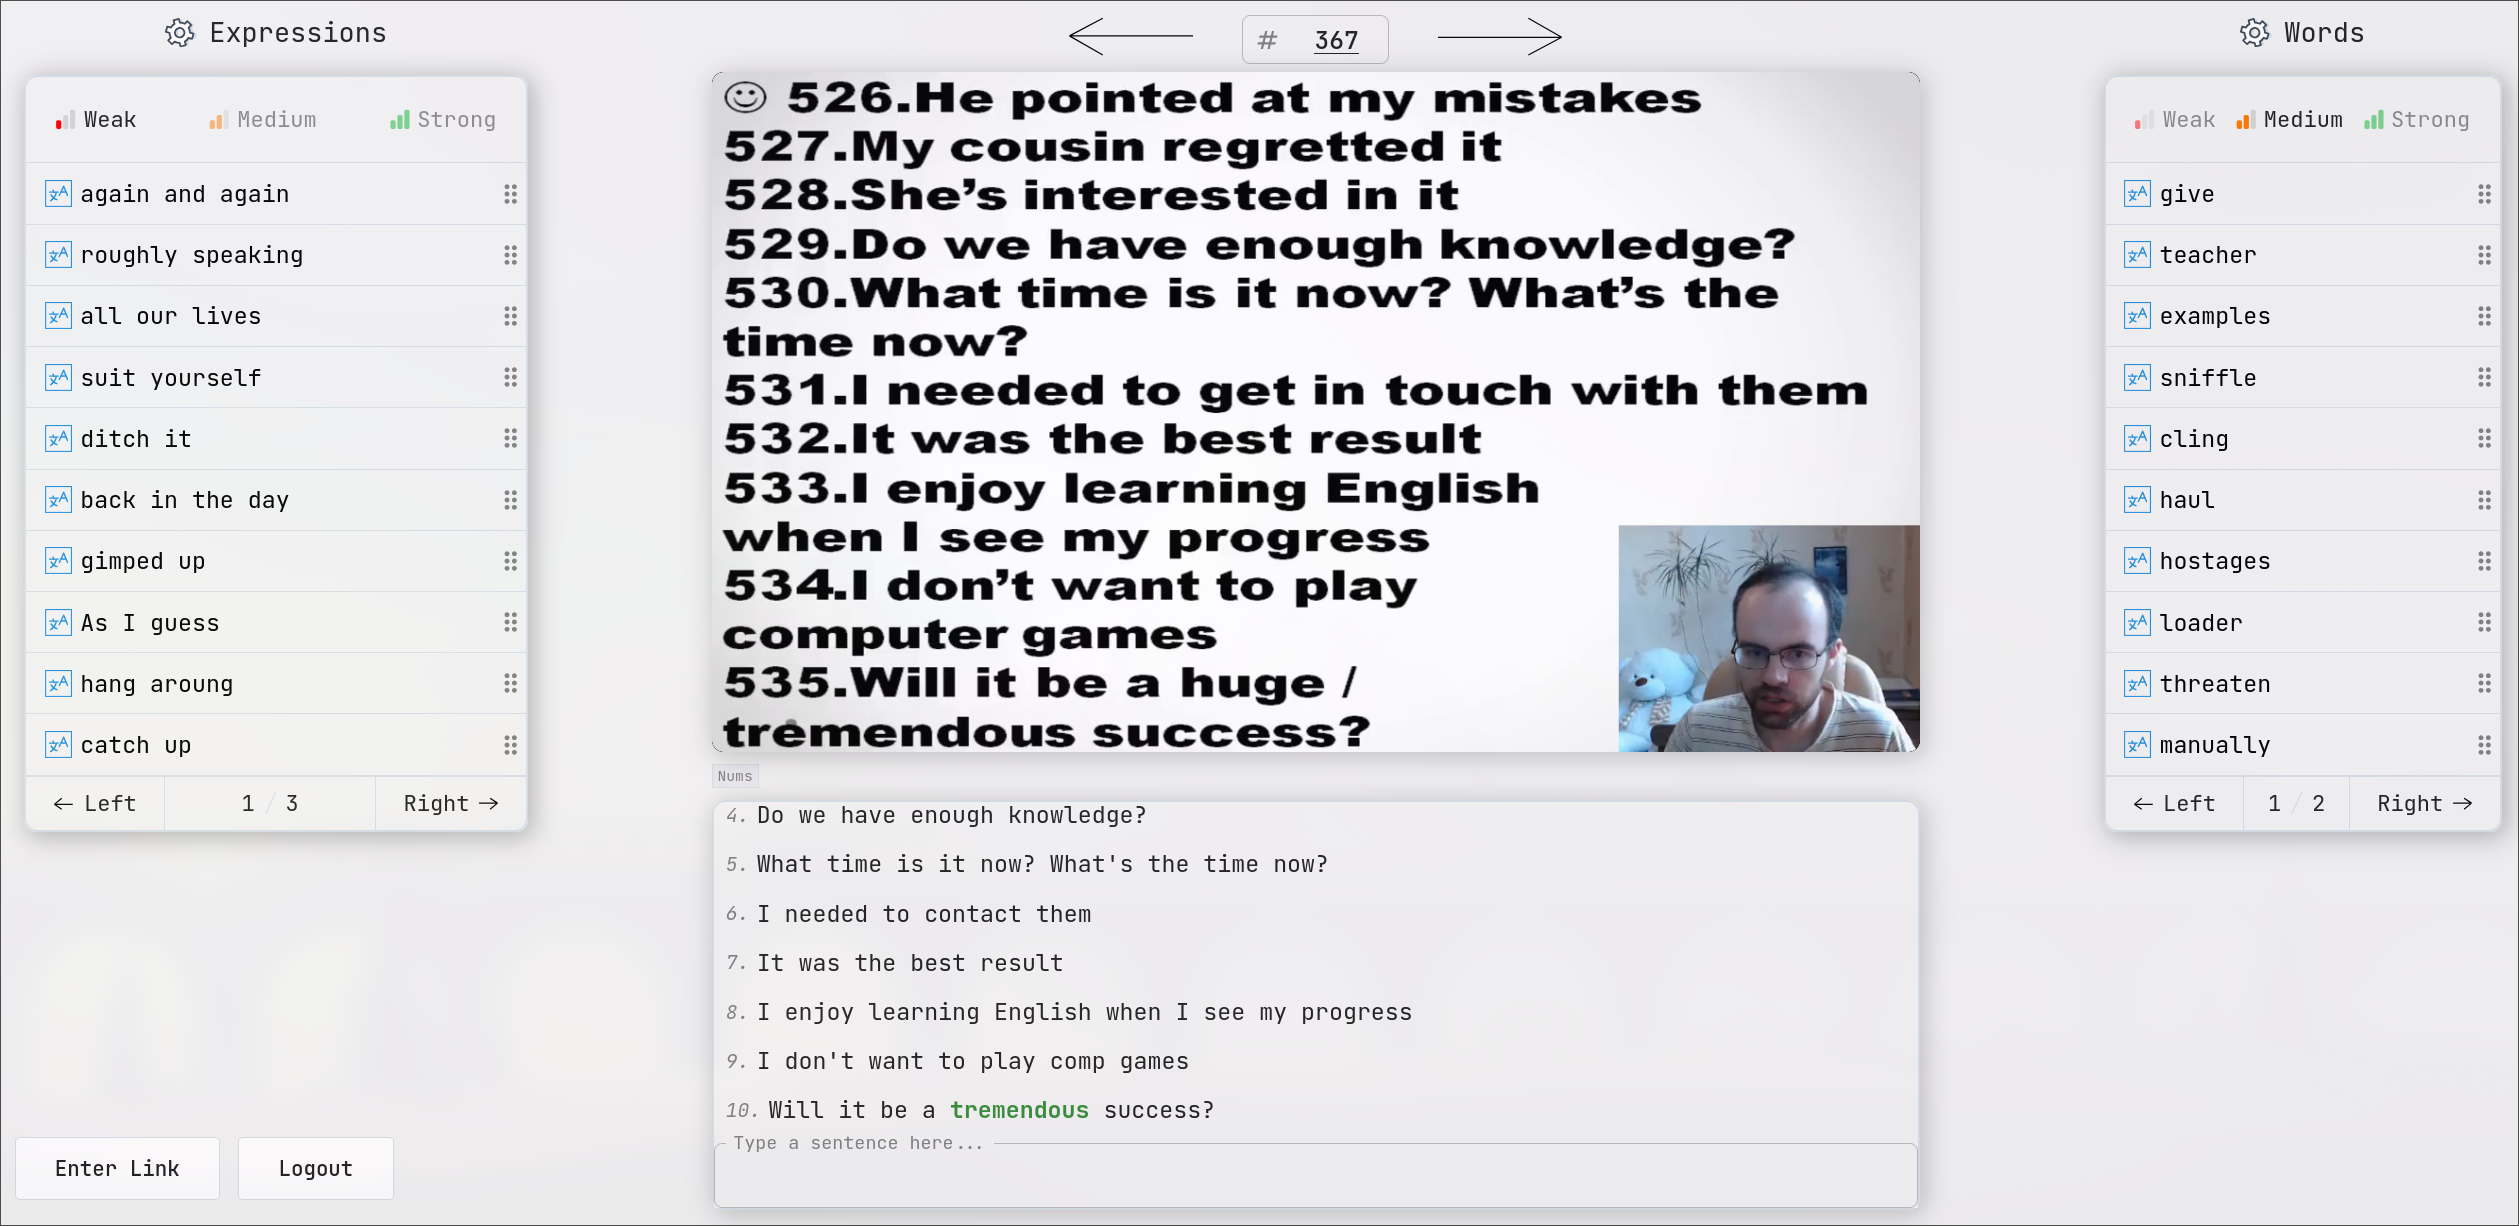 Expressions
Weak Medium Strong
again and again
roughly speaking
all our lives
suit yourself
ditch it
back in the day
gimped up
As I guess
hang aroung
catch up
← Left 1 / 3 Right →
Enter Link Logout
# 367
526.He pointed at my mistakes
527.My cousin regretted it
528.She’s interested in it
529.Do we have enough knowledge?
530.What time is it now? What’s the
time now?
531.I needed to get in touch with them
532.It was the best result
533.I enjoy learning English
when I see my progress
534.I don’t want to play
computer games
535.Will it be a huge /
tremendous success?
Nums
4. Do we have enough knowledge?
5. What time is it now? What's the time now?
6. I needed to contact them
7. It was the best result
8. I enjoy learning English when I see my progress
9. I don't want to play comp games
10. Will it be a tremendous success?
Type a sentence here...
Words
Weak Medium Strong
give
teacher
examples
sniffle
cling
haul
hostages
loader
threaten
manually
← Left 1 / 2 Right →